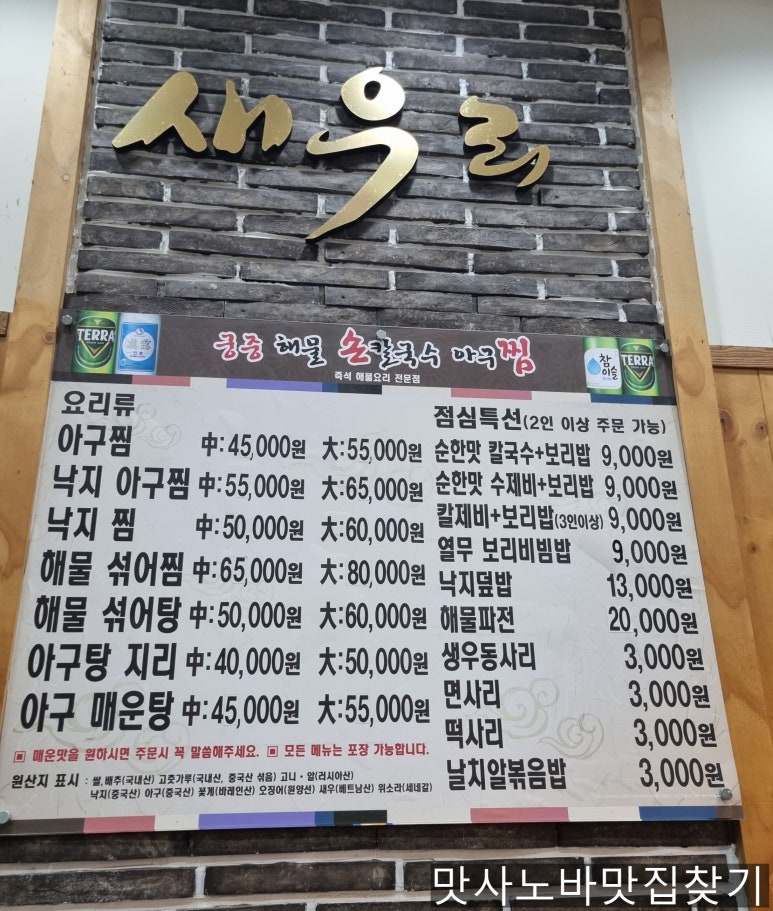 새우리
TERRA
궁중 해물 손칼국수 아구찜
즉석 해물요리 전문점
참이슬
TERRA
요리류
아구찜 中: 45,000원 大: 55,000원
낙지 아구찜 中: 55,000원 大: 65,000원
낙지 찜 中: 50,000원 大: 60,000원
해물 섞어찜 中: 65,000원 大: 80,000원
해물 섞어탕 中: 50,000원 大: 60,000원
아구탕 지리 中: 40,000원 大: 50,000원
아구 매운탕 中: 45,000원 大: 55,000원
▣ 매운맛을 원하시면 주문시 꼭 말씀해주세요. ▣ 모든 메뉴는 포장 가능합니다.
원산지 표시 : 쌀,배추(국내산) 고춧가루(국내산, 중국산 섞음) 고니·알(러시아산)
낙지(중국산) 아구(중국산) 꽃게(바레인산) 오징어(원양선) 새우(베트남산) 위소라(세네갈)
점심특선(2인 이상 주문 가능)
순한맛 칼국수+보리밥 9,000원
순한맛 수제비+보리밥 9,000원
칼제비+보리밥(3인이상) 9,000원
열무 보리비빔밥 9,000원
낙지덮밥 13,000원
해물파전 20,000원
생우동사리 3,000원
면사리 3,000원
떡사리 3,000원
날치알볶음밥 3,000원
맛사노바맛집찾기